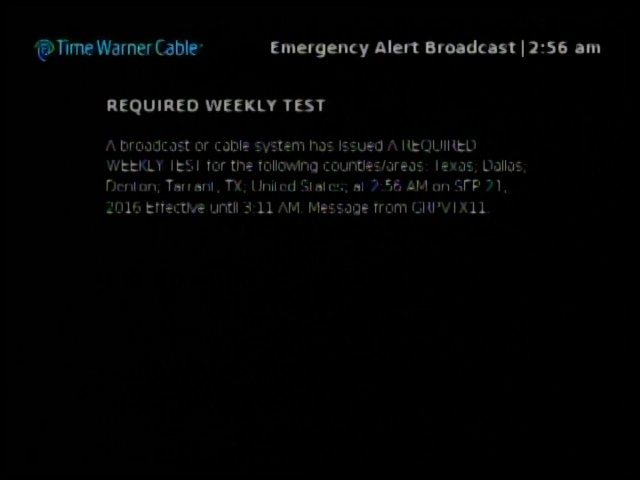 Time Warner Cable
Emergency Alert Broadcast | 2:56 am
REQUIRED WEEKLY TEST
A broadcast or cable system has issued A REQUIRED
WEEKLY TEST for the following counties/areas: Texas; Dallas;
Denton; Tarrant, TX; United States; at 2:56 AM on SEP 21,
2016 Effective until 3:11 AM. Message from